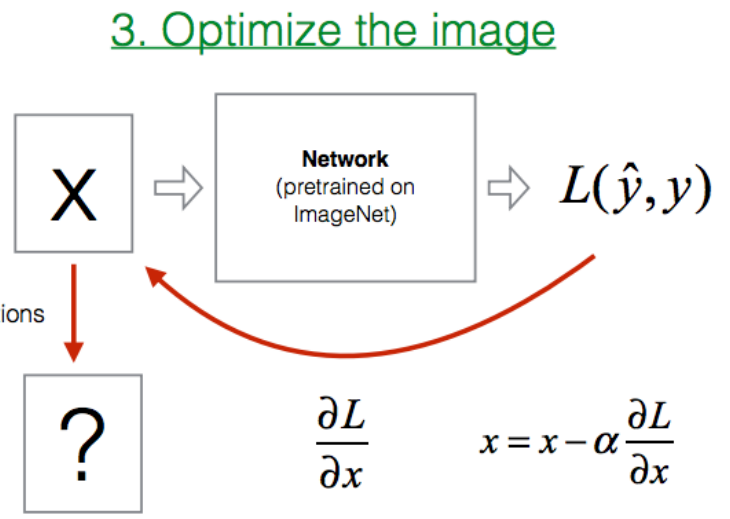 3. Optimize the image
x
Network
(pretrained on
ImageNet)
L(ŷ, y)
ions
?
∂L
∂x
x = x − α ∂L
∂x